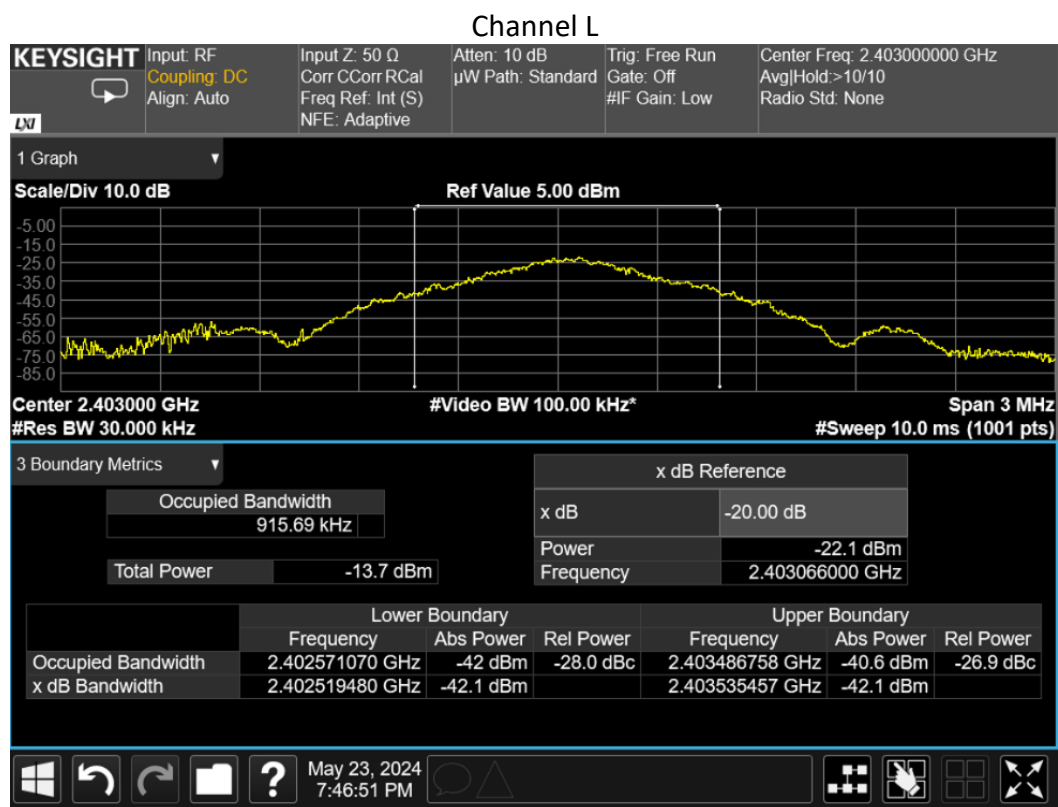 Channel L
KEYSIGHT Input: RF Input Z: 50 Ω Atten: 10 dB Trig: Free Run Center Freq: 2.403000000 GHz
Coupling: DC Corr CCorr RCal µW Path: Standard Gate: Off Avg|Hold:>10/10
Align: Auto Freq Ref: Int (S) #IF Gain: Low Radio Std: None
LXI NFE: Adaptive
1 Graph
Scale/Div 10.0 dB Ref Value 5.00 dBm
-5.00
-15.0
-25.0
-35.0
-45.0
-55.0
-65.0
-75.0
-85.0
Center 2.403000 GHz #Video BW 100.00 kHz* Span 3 MHz
#Res BW 30.000 kHz #Sweep 10.0 ms (1001 pts)
3 Boundary Metrics
x dB Reference
Occupied Bandwidth
915.69 kHz
x dB -20.00 dB
Power -22.1 dBm
Total Power -13.7 dBm
Frequency 2.403066000 GHz
Lower Boundary Upper Boundary
Frequency Abs Power Rel Power Frequency Abs Power Rel Power
Occupied Bandwidth 2.402571070 GHz -42 dBm -28.0 dBc 2.403486758 GHz -40.6 dBm -26.9 dBc
x dB Bandwidth 2.402519480 GHz -42.1 dBm 2.403535457 GHz -42.1 dBm
? May 23, 2024
7:46:51 PM